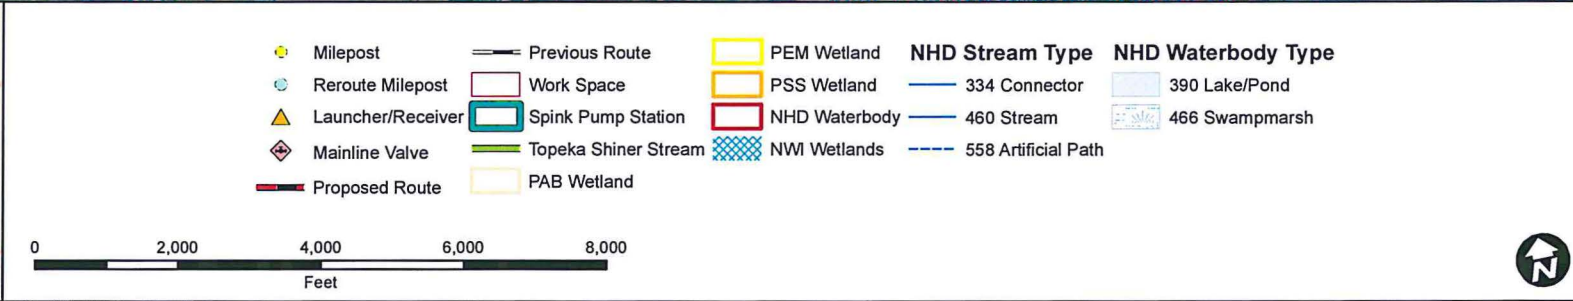 Milepost
Reroute Milepost
Launcher/Receiver
Mainline Valve
Proposed Route
Previous Route
Work Space
Spink Pump Station
Topeka Shiner Stream
PAB Wetland
PEM Wetland
PSS Wetland
NHD Waterbody
NWI Wetlands
NHD Stream Type
334 Connector
460 Stream
558 Artificial Path
NHD Waterbody Type
390 Lake/Pond
466 Swampmarsh
0 2,000 4,000 6,000 8,000
Feet
N